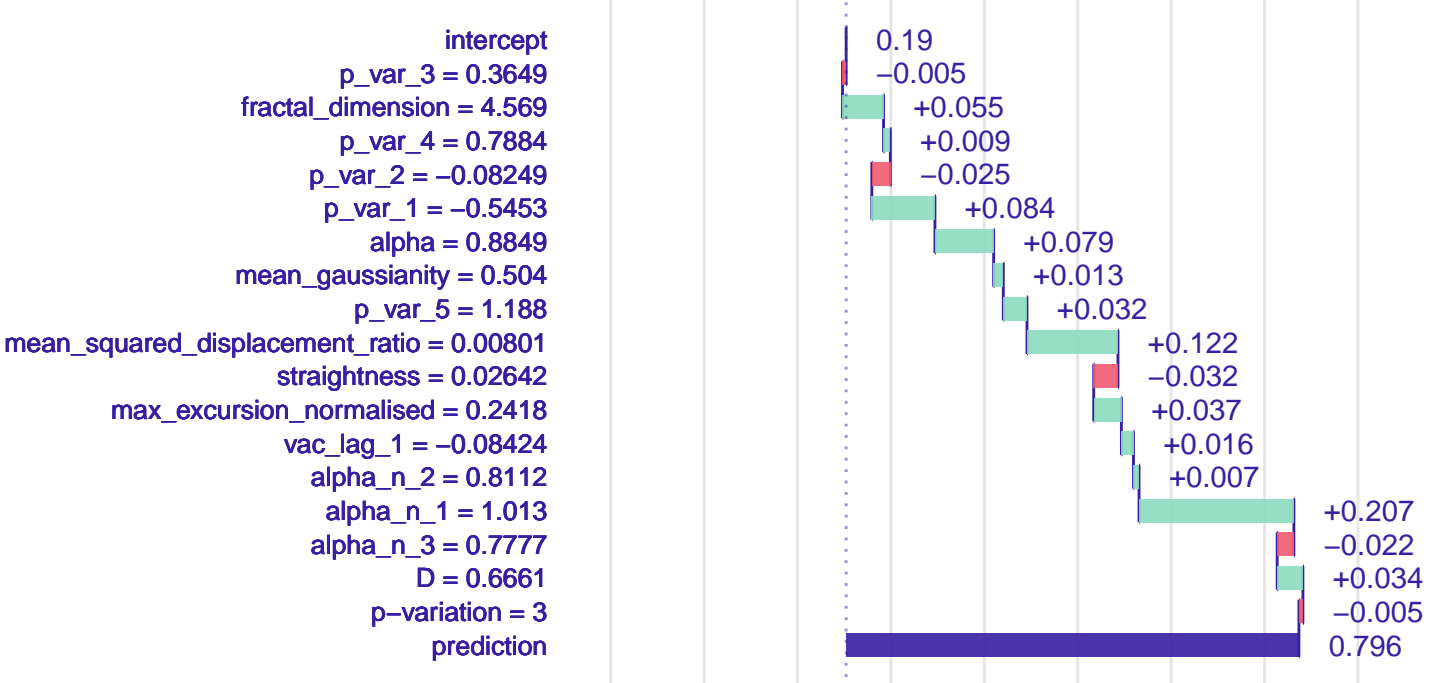 intercept 0.19
p_var_3 = 0.3649 −0.005
fractal_dimension = 4.569 +0.055
p_var_4 = 0.7884 +0.009
p_var_2 = −0.08249 −0.025
p_var_1 = −0.5453 +0.084
alpha = 0.8849 +0.079
mean_gaussianity = 0.504 +0.013
p_var_5 = 1.188 +0.032
mean_squared_displacement_ratio = 0.00801 +0.122
straightness = 0.02642 −0.032
max_excursion_normalised = 0.2418 +0.037
vac_lag_1 = −0.08424 +0.016
alpha_n_2 = 0.8112 +0.007
alpha_n_1 = 1.013 +0.207
alpha_n_3 = 0.7777 −0.022
D = 0.6661 +0.034
p−variation = 3 −0.005
prediction 0.796